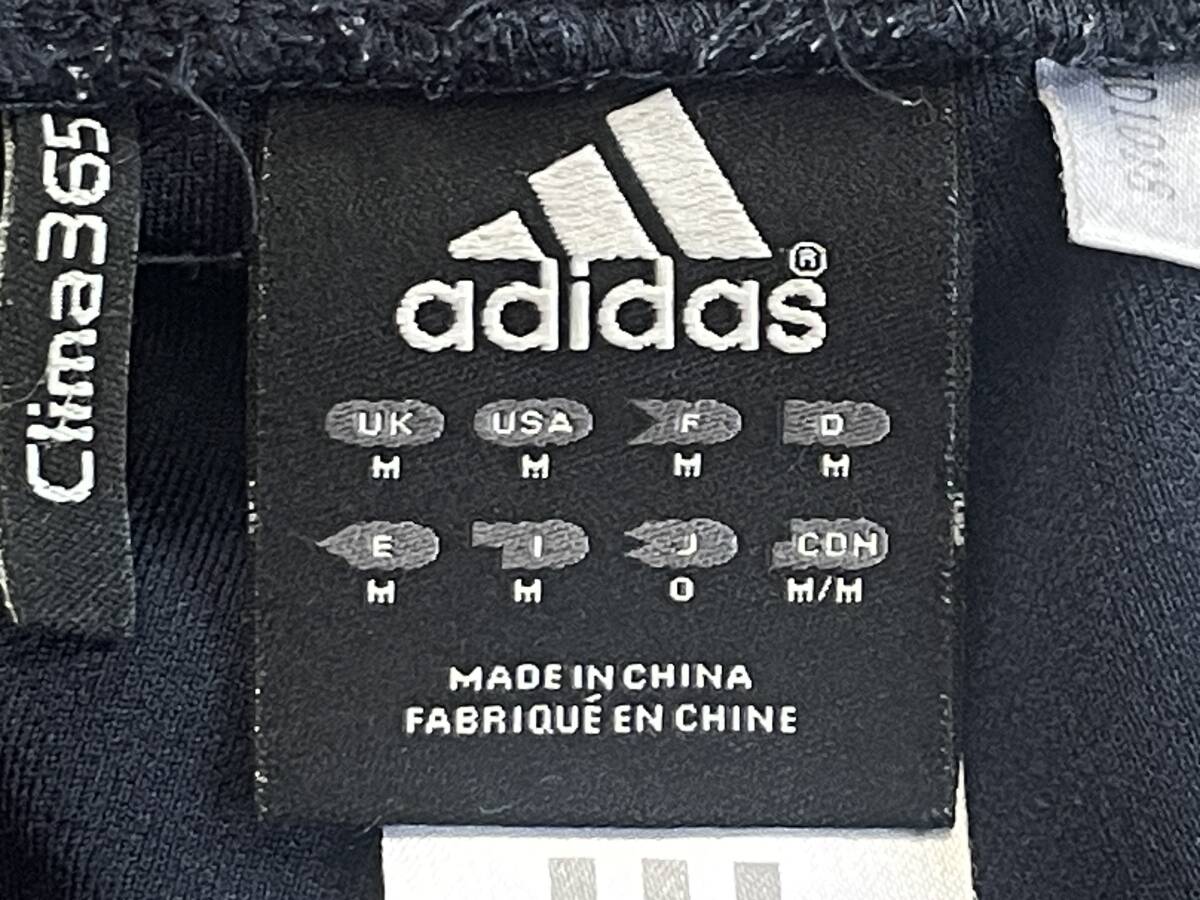 Clima365
adidas®
UK USA F D
M M M M
E I J CDN
M M O M/M
MADE IN CHINA
FABRIQUÉ EN CHINE